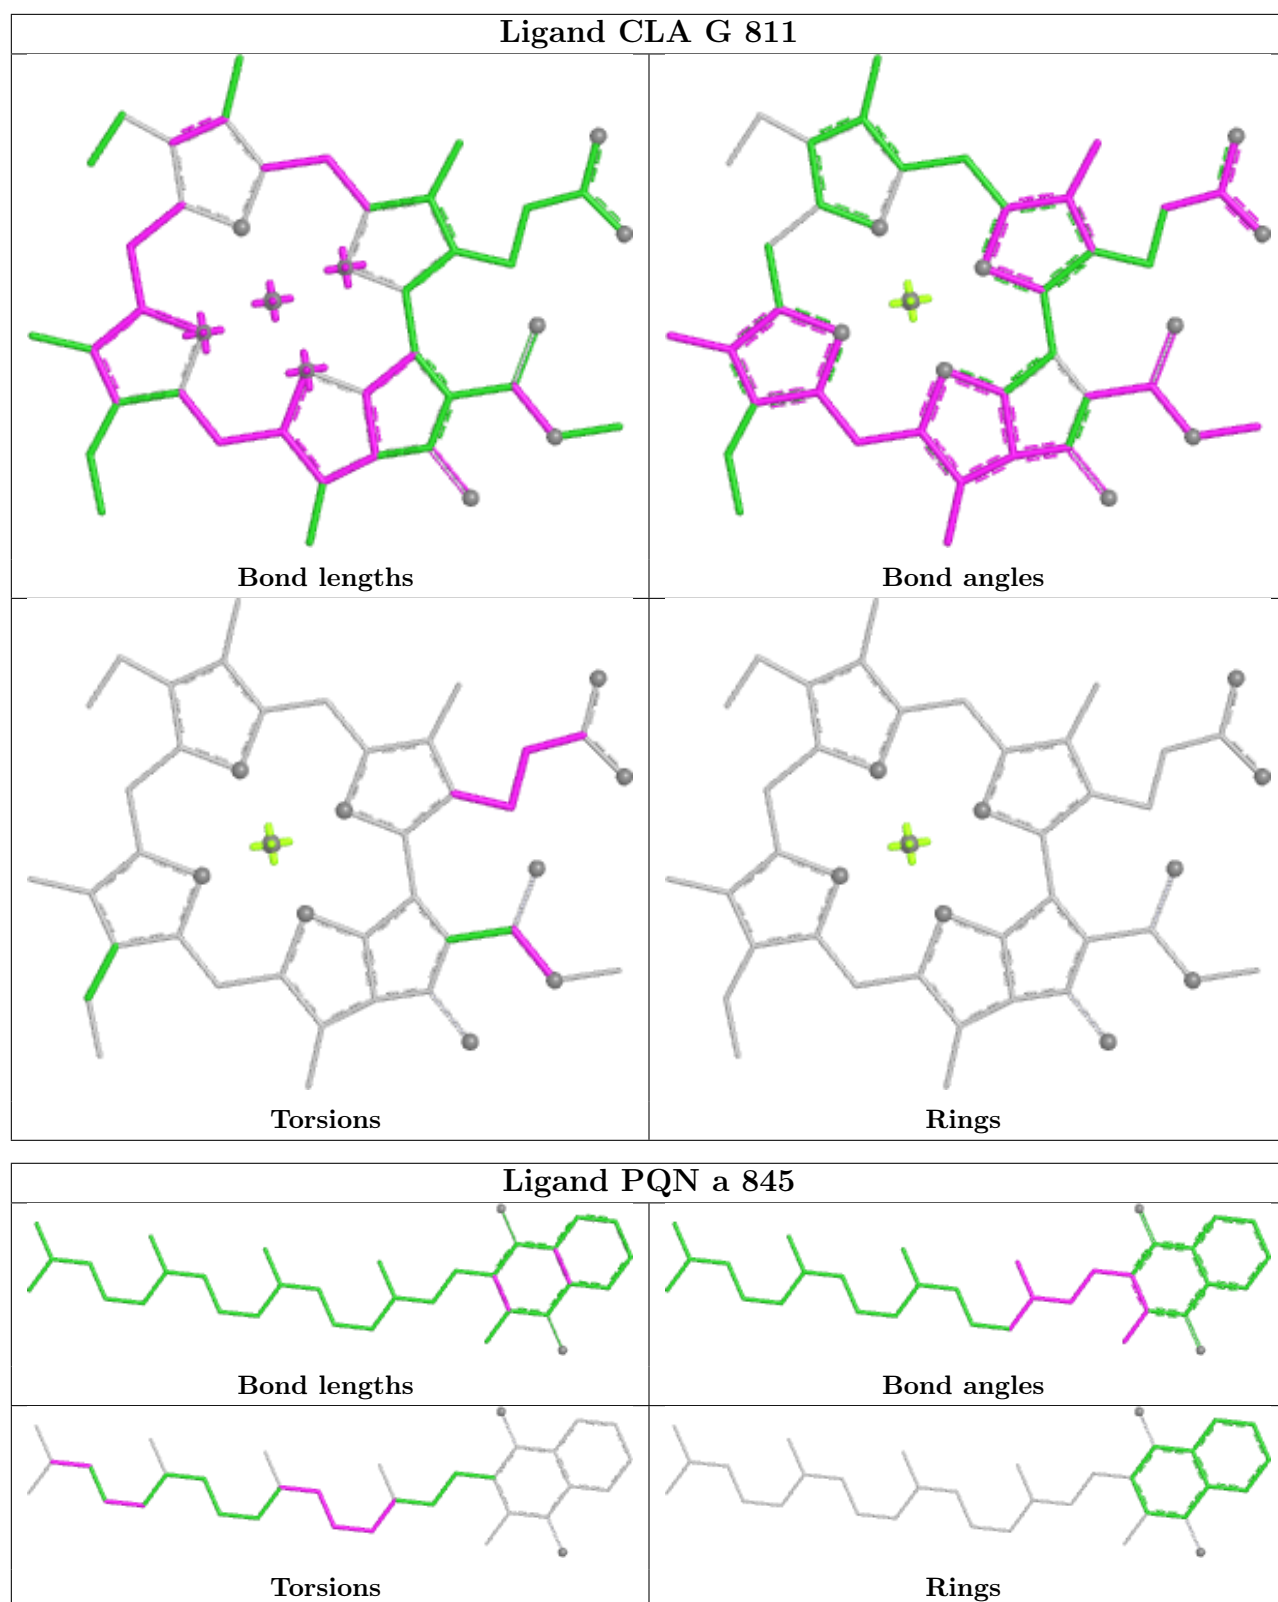 Ligand CLA G 811
Bond lengths
Bond angles
Torsions
Rings
Ligand PQN a 845
Bond lengths
Bond angles
Torsions
Rings